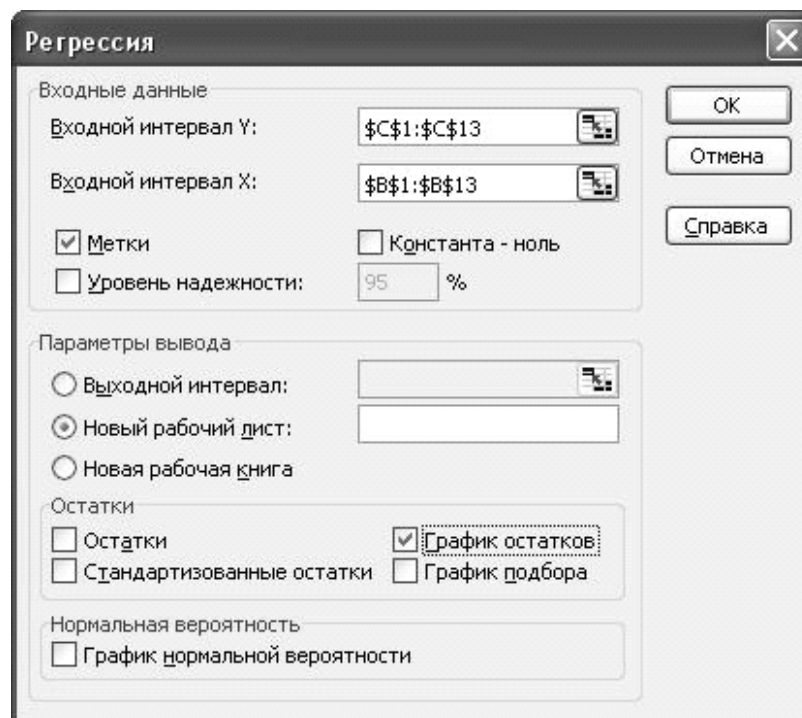 Регрессия
Входные данные
Входной интервал Y: $C$1:$C$13
Входной интервал X: $B$1:$B$13
Метки Константа - ноль
Уровень надежности: 95 %
OK
Отмена
Справка
Параметры вывода
Выходной интервал:
Новый рабочий лист:
Новая рабочая книга
Остатки
Остатки График остатков
Стандартизованные остатки График подбора
Нормальная вероятность
График нормальной вероятности